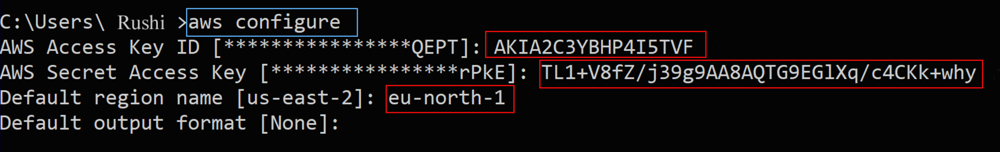 C:\Users\ Rushi >aws configure
AWS Access Key ID [****************QEPT]: AKIA2C3YBHP4I5TVF
AWS Secret Access Key [****************rPkE]: TL1+V8fZ/j39g9AA8AQTG9EGlXq/c4CKk+why
Default region name [us-east-2]: eu-north-1
Default output format [None]: